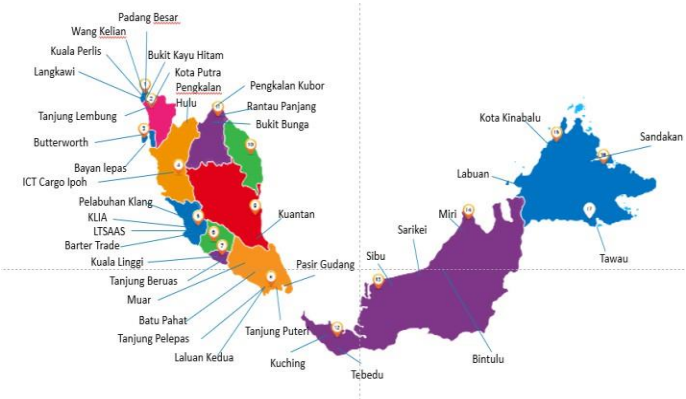 Padang Besar
Wang Kelian
Kuala Perlis
Bukit Kayu Hitam
Langkawi
Kota Putra
Pengkalan
Hulu
Pengkalan Kubor
Rantau Panjang
Bukit Bunga
Tanjung Lembung
Butterworth
Bayan lepas
ICT Cargo Ipoh
Pelabuhan Klang
KLIA
LTSAAS
Barter Trade
Kuala Linggi
Tanjung Beruas
Muar
Batu Pahat
Tanjung Pelepas
Laluan Kedua
Tanjung Puteri
Pasir Gudang
Kuantan
Kota Kinabalu
Sandakan
Labuan
Tawau
Miri
Sarikei
Sibu
Bintulu
Kuching
Tebedu